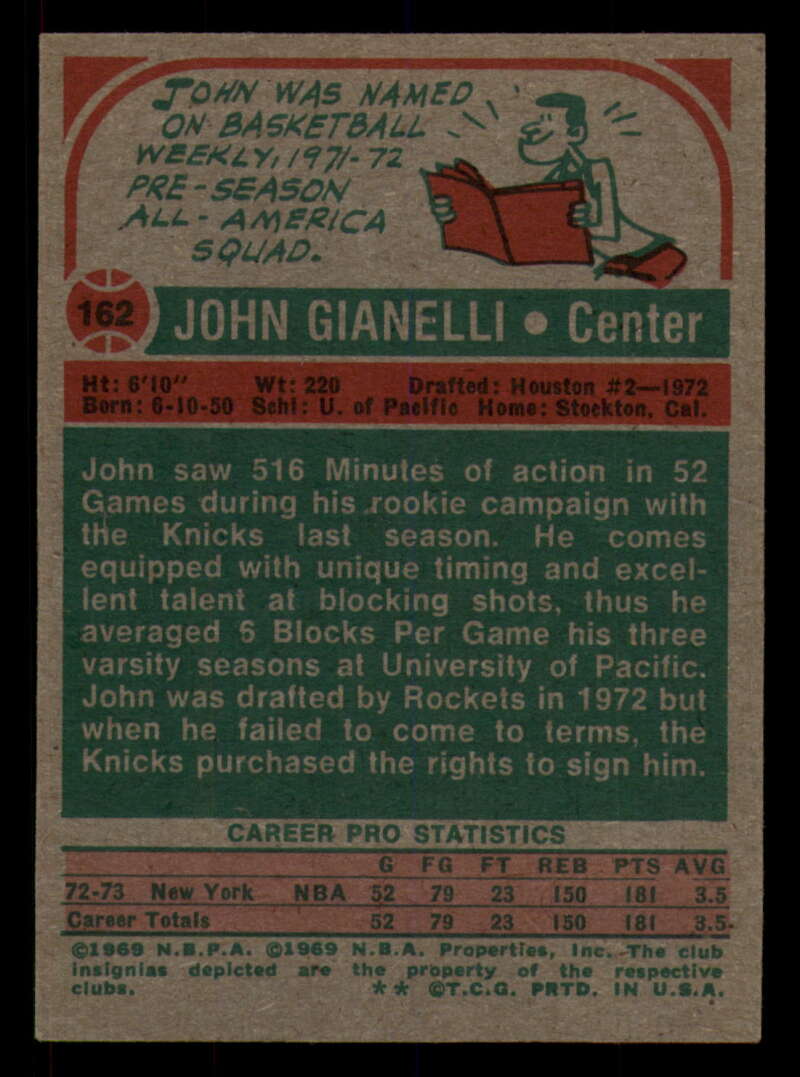 JOHN WAS NAMED
ON BASKETBALL
WEEKLY, 1971-72
PRE-SEASON
ALL-AMERICA
SQUAD.
162 JOHN GIANELLI • Center
Ht: 6'10" Wt: 220 Drafted: Houston #2—1972
Born: 6-10-50 Schl: U. of Pacific Home: Stockton, Cal.
John saw 516 Minutes of action in 52
Games during his rookie campaign with
the Knicks last season. He comes
equipped with unique timing and excel-
lent talent at blocking shots, thus he
averaged 6 Blocks Per Game his three
varsity seasons at University of Pacific.
John was drafted by Rockets in 1972 but
when he failed to come to terms, the
Knicks purchased the rights to sign him.
CAREER PRO STATISTICS
G FG FT REB PTS AVG
72-73 New York NBA 52 79 23 150 181 3.5
Career Totals 52 79 23 150 181 3.5
©1969 N.B.P.A. ©1969 N.B.A. Properties, Inc. The club
insignias depicted are the property of the respective
clubs. ** ©T.C.G. PRTD. IN U.S.A.